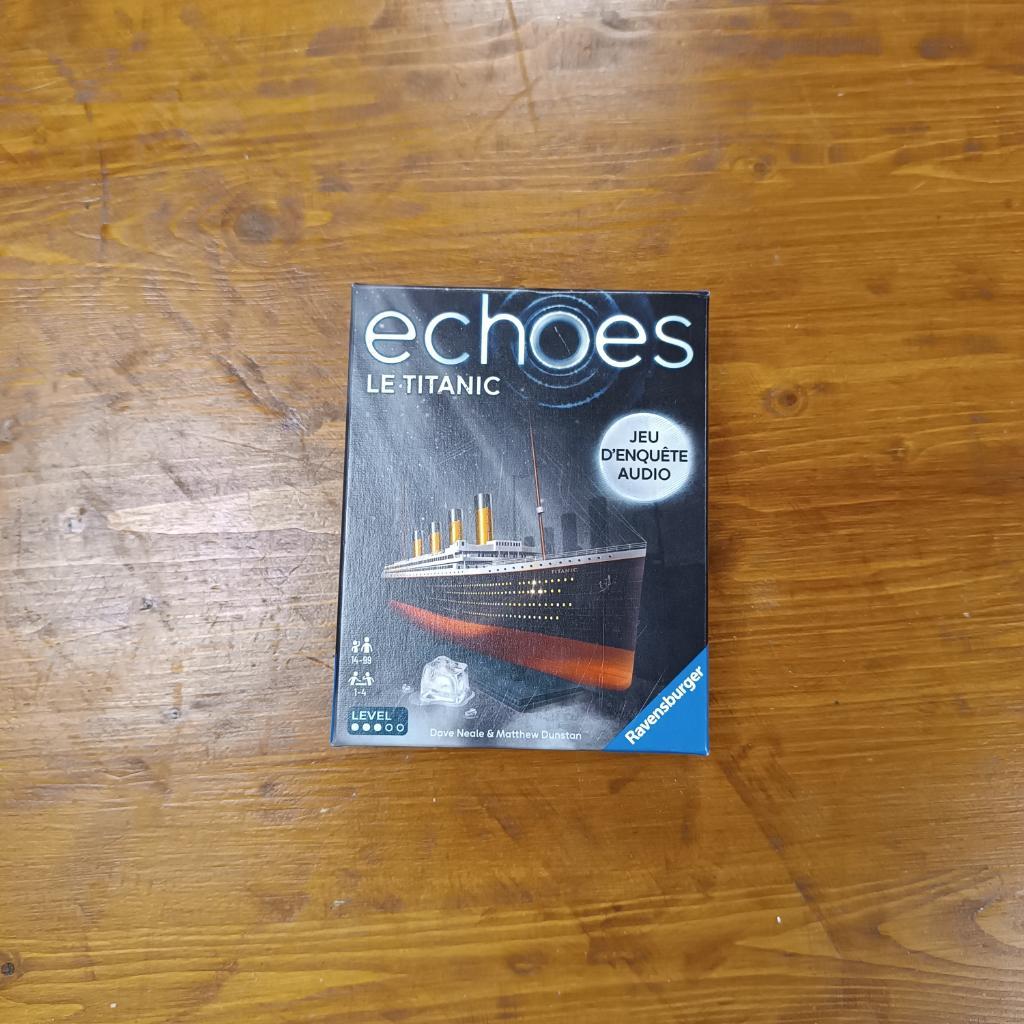 echoes
LE TITANIC
JEU
D'ENQUÊTE
AUDIO
TITANIC
14-99
1-4
LEVEL
Dave Neale & Matthew Dunstan
Ravensburger